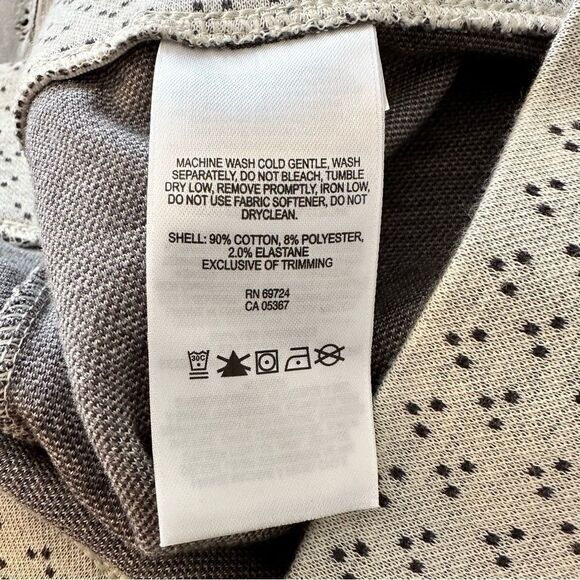 MACHINE WASH COLD GENTLE, WASH
SEPARATELY, DO NOT BLEACH, TUMBLE
DRY LOW, REMOVE PROMPTLY, IRON LOW,
DO NOT USE FABRIC SOFTENER, DO NOT
DRYCLEAN.
SHELL: 90% COTTON, 8% POLYESTER,
2.0% ELASTANE
EXCLUSIVE OF TRIMMING
RN 69724
CA 05367
30C